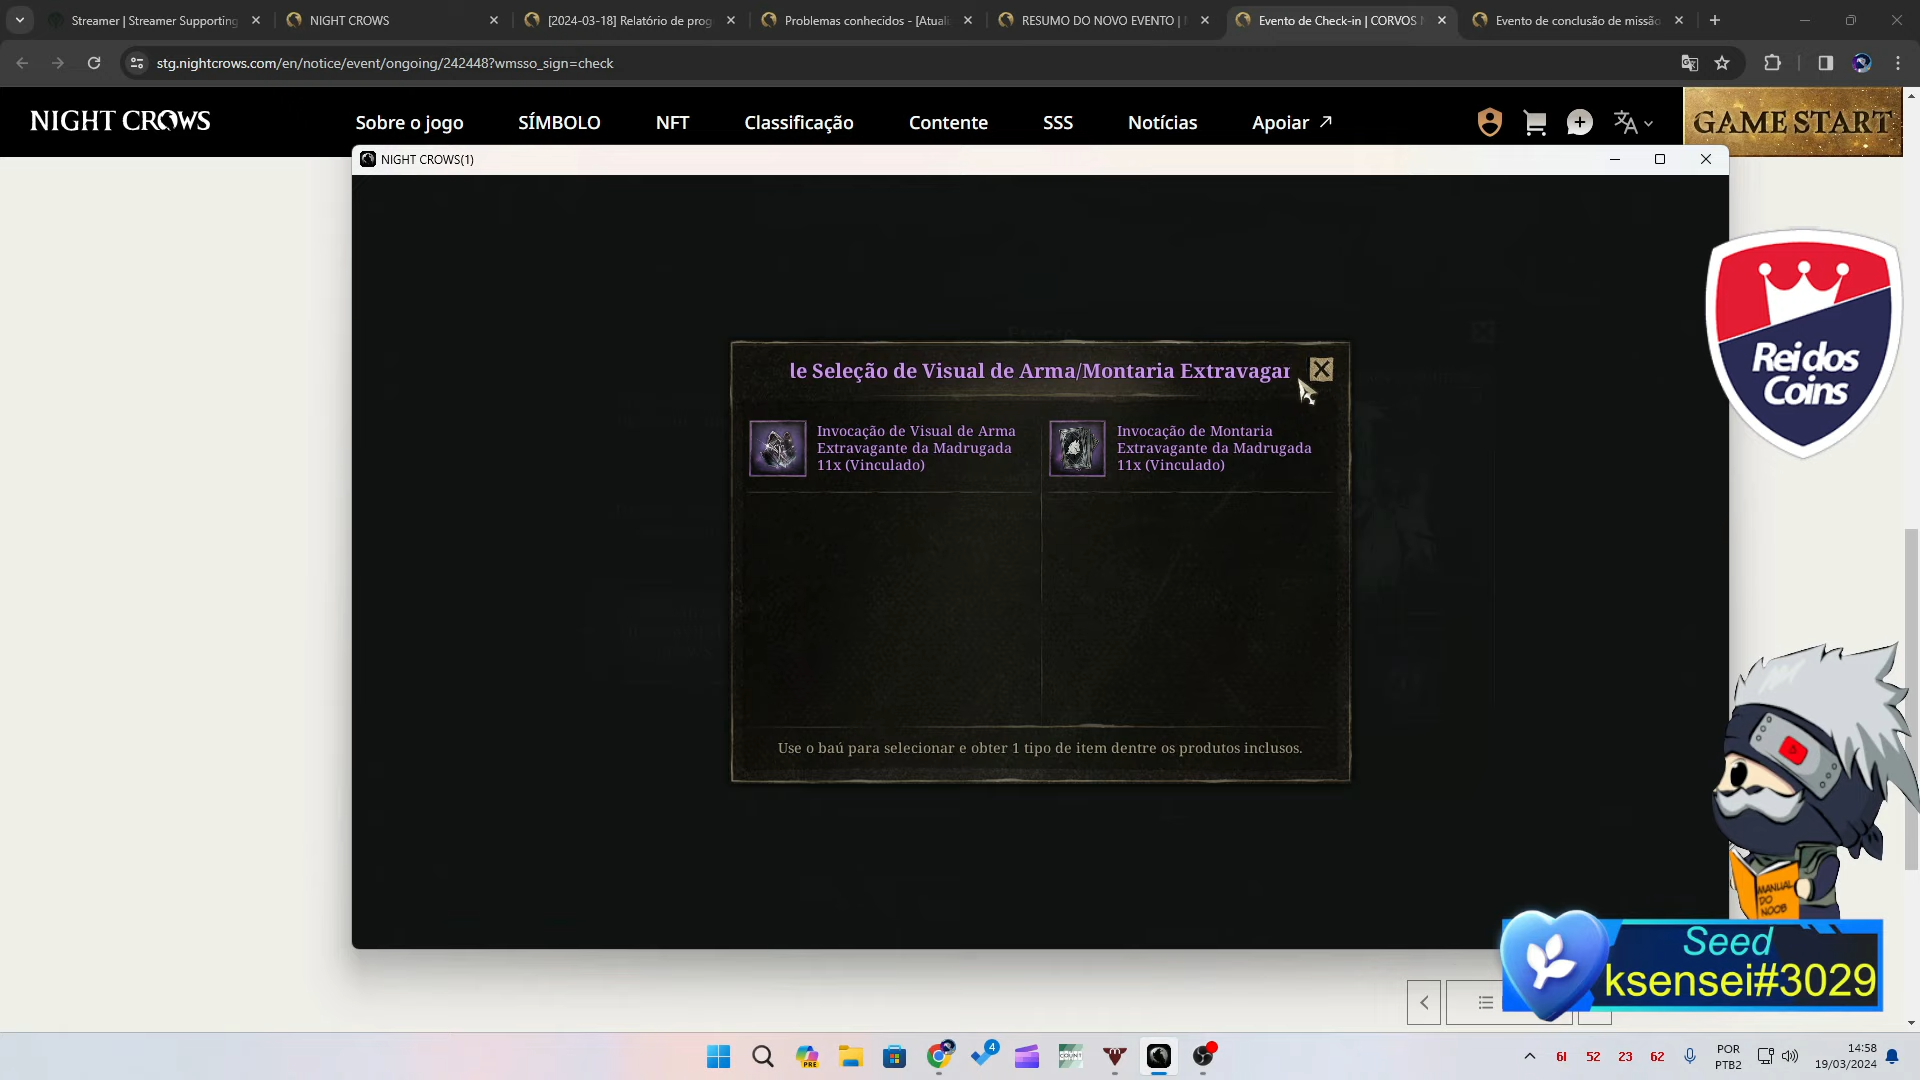 Streamer | Streamer Supporting
NIGHT CROWS
[2024-03-18] Relatório de prog
Problemas conhecidos - [Atuali
RESUMO DO NOVO EVENTO |
Evento de Check-in | CORVOS N
Evento de conclusão de missão
stg.nightcrows.com/en/notice/event/ongoing/242448?wmsso_sign=check
NIGHT CROWS
Sobre o jogo
SÍMBOLO
NFT
Classificação
Contente
SSS
Notícias
Apoiar
GAME START
NIGHT CROWS(1)
le Seleção de Visual de Arma/Montaria Extravagar
Invocação de Visual de Arma
Extravagante da Madrugada
11x (Vinculado)
Invocação de Montaria
Extravagante da Madrugada
11x (Vinculado)
Use o baú para selecionar e obter 1 tipo de item dentre os produtos inclusos.
Rei dos
Coins
MANUAL
DO
NOOB
Seed
ksensei#3029
PRE
4
COUNT
61
52
23
62
POR
PTB2
14:58
19/03/2024